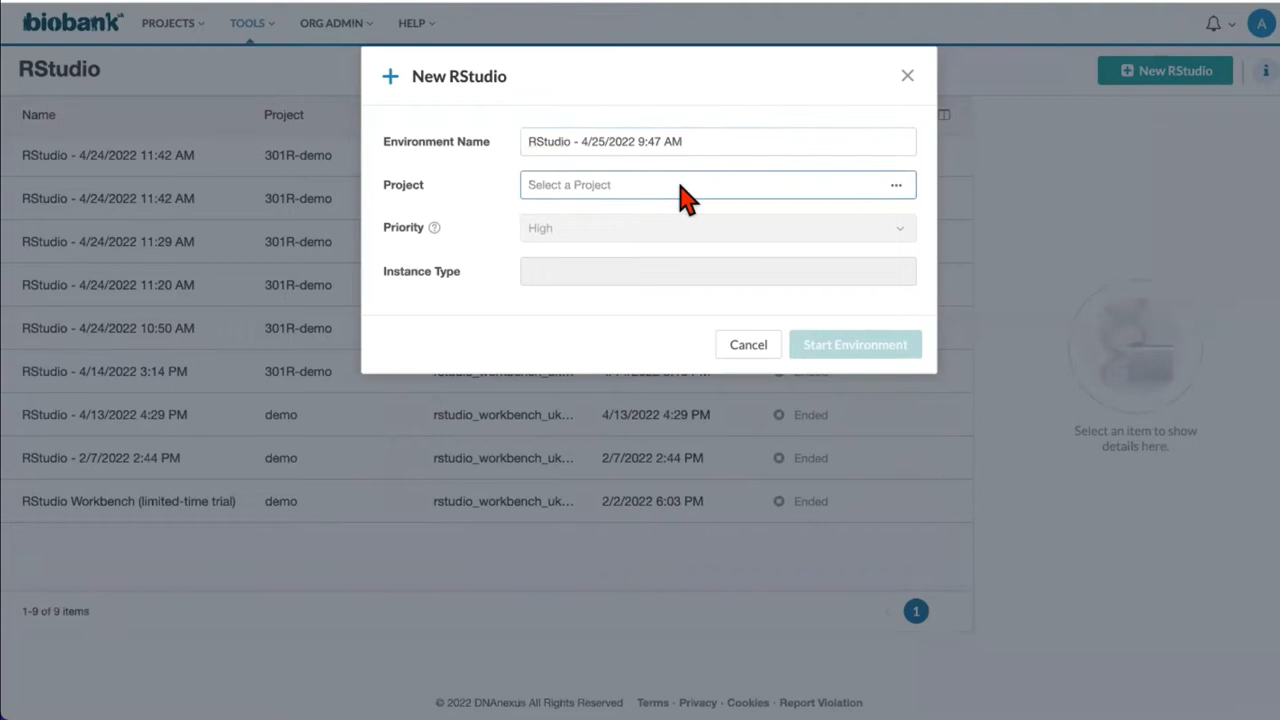 biobank PROJECTS TOOLS ORG ADMIN HELP A
RStudio
New RStudio
i
Name Project
RStudio - 4/24/2022 11:42 AM 301R-demo
RStudio - 4/24/2022 11:42 AM 301R-demo
RStudio - 4/24/2022 11:29 AM 301R-demo
RStudio - 4/24/2022 11:20 AM 301R-demo
RStudio - 4/24/2022 10:50 AM 301R-demo
RStudio - 4/14/2022 3:14 PM 301R-demo
RStudio - 4/13/2022 4:29 PM demo rstudio_workbench_uk... 4/13/2022 4:29 PM Ended
RStudio - 2/7/2022 2:44 PM demo rstudio_workbench_uk... 2/7/2022 2:44 PM Ended
RStudio Workbench (limited-time trial) demo rstudio_workbench_uk... 2/2/2022 6:03 PM Ended
1-9 of 9 items 1
New RStudio
Environment Name RStudio - 4/25/2022 9:47 AM
Project Select a Project ...
Priority ? High
Instance Type
Cancel Start Environment
Select an item to show
details here.
© 2022 DNAnexus All Rights Reserved Terms · Privacy · Cookies · Report Violation